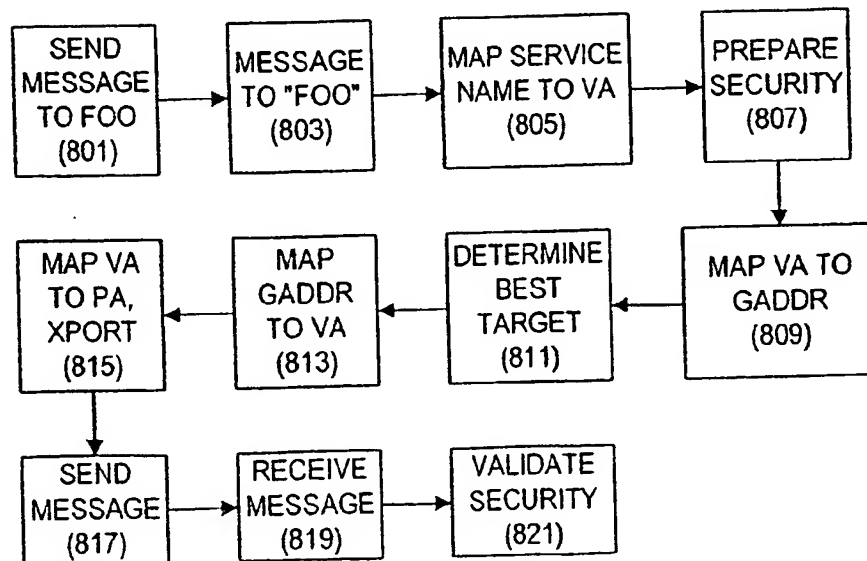 SEND
MESSAGE
TO FOO
(801)
MESSAGE
TO "FOO"
(803)
MAP SERVICE
NAME TO VA
(805)
PREPARE
SECURITY
(807)
MAP VA TO
GADDR
(809)
DETERMINE
BEST
TARGET
(811)
MAP
GADDR
TO VA
(813)
MAP VA
TO PA,
XPORT
(815)
SEND
MESSAGE
(817)
RECEIVE
MESSAGE
(819)
VALIDATE
SECURITY
(821)